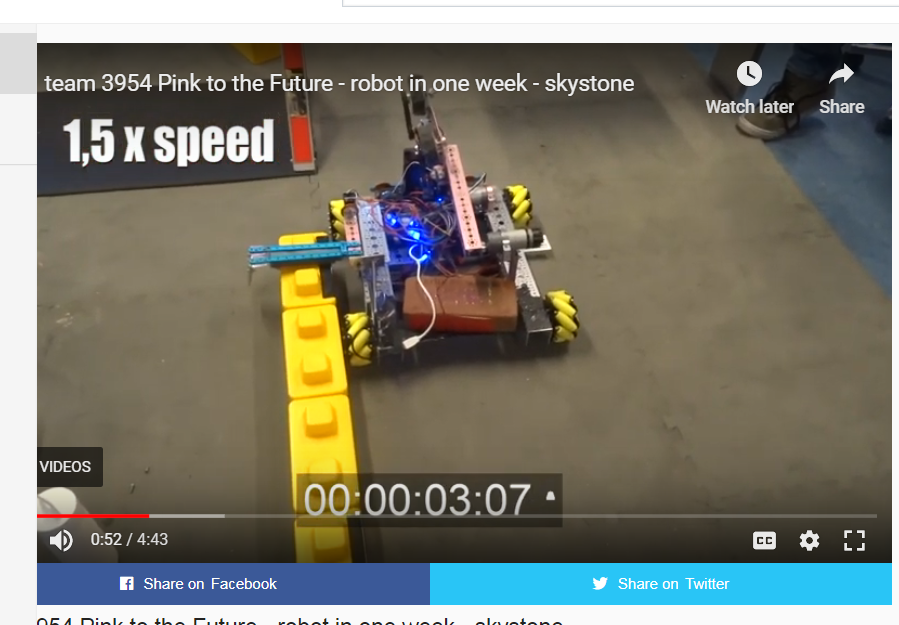 team 3954 Pink to the Future - robot in one week - skystone
Watch later
Share
1,5 x speed
VIDEOS
00:00:03:07
0:52 / 4:43
CC
Share on Facebook
Share on Twitter
954 Pink to the Future - robot in one week - skystone